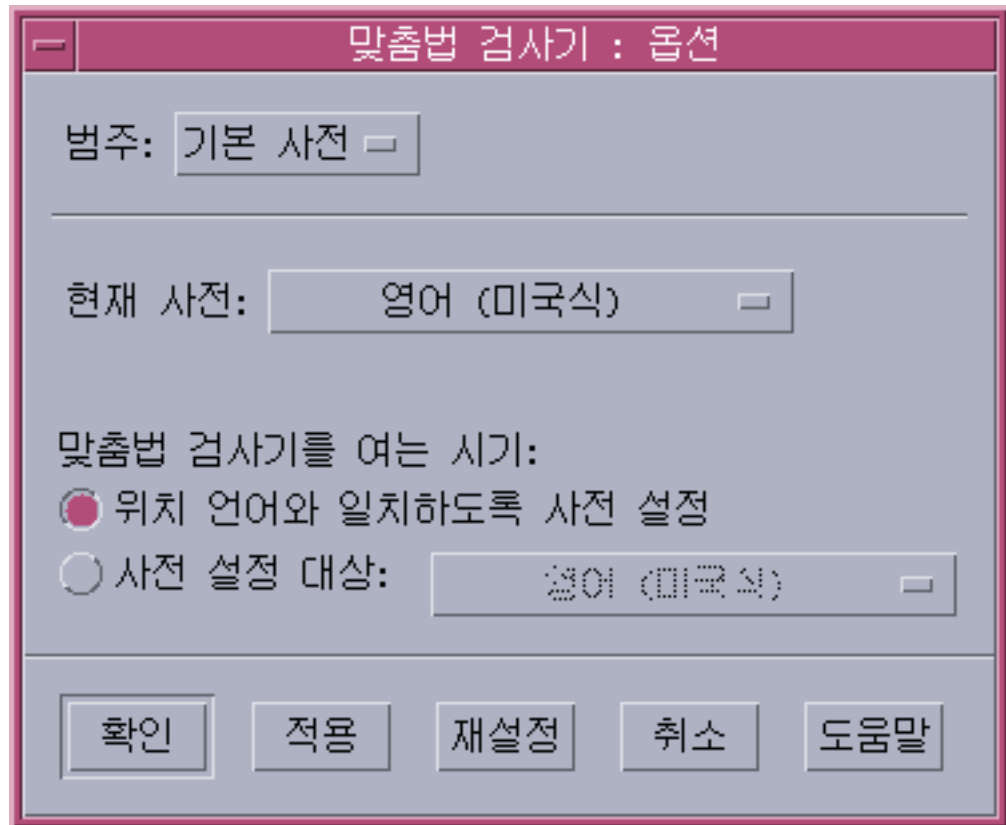 맞춤법 검사기 : 옵션
범주: 기본 사전
현재 사전: 영어 (미국식)
맞춤법 검사기를 여는 시기:
위치 언어와 일치하도록 사전 설정
사전 설정 대상: 영어 (미국식)
확인 적용 재설정 취소 도움말